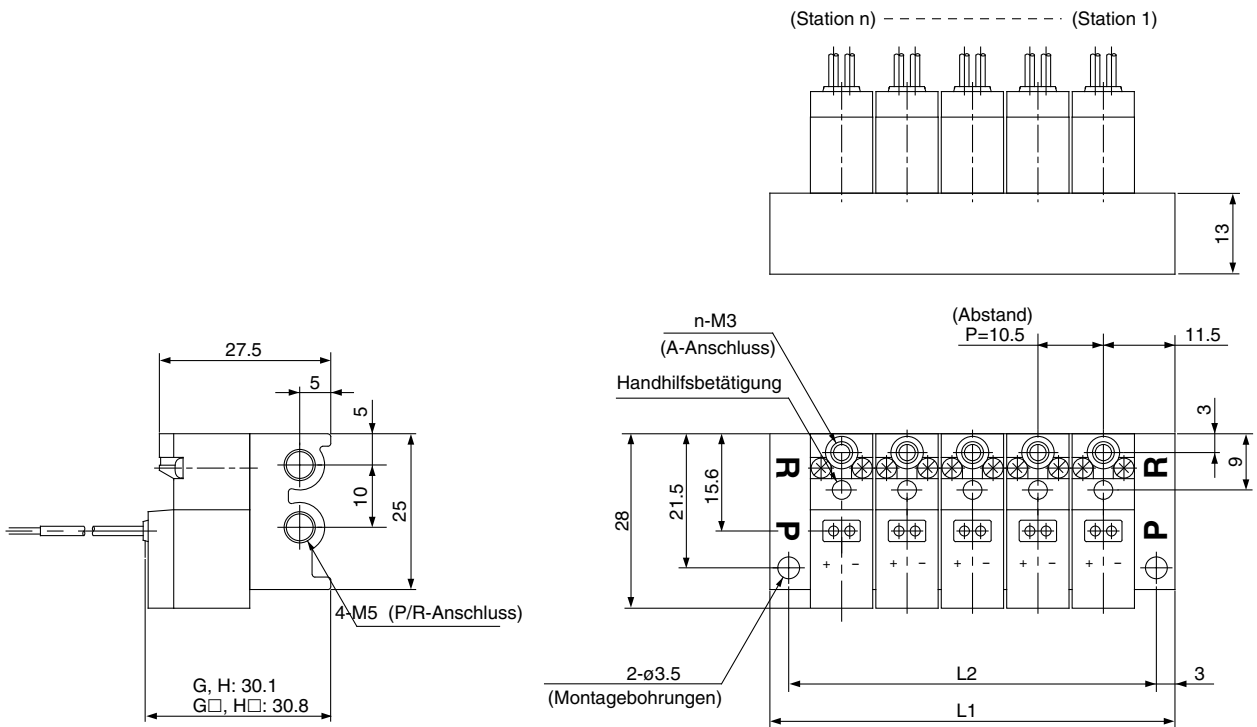 (Station n) (Station 1)
13
n-M3
(A-Anschluss)
(Abstand)
P=10.5
11.5
Handhilfsbetätigung
27.5
5
5
10
25
4-M5 (P/R-Anschluss)
G, H: 30.1
G□, H□: 30.8
3
9
28
21.5
15.6
R
R
P
P
+ − + − + − + − + −
2-ø3.5
(Montagebohrungen)
L2
3
L1